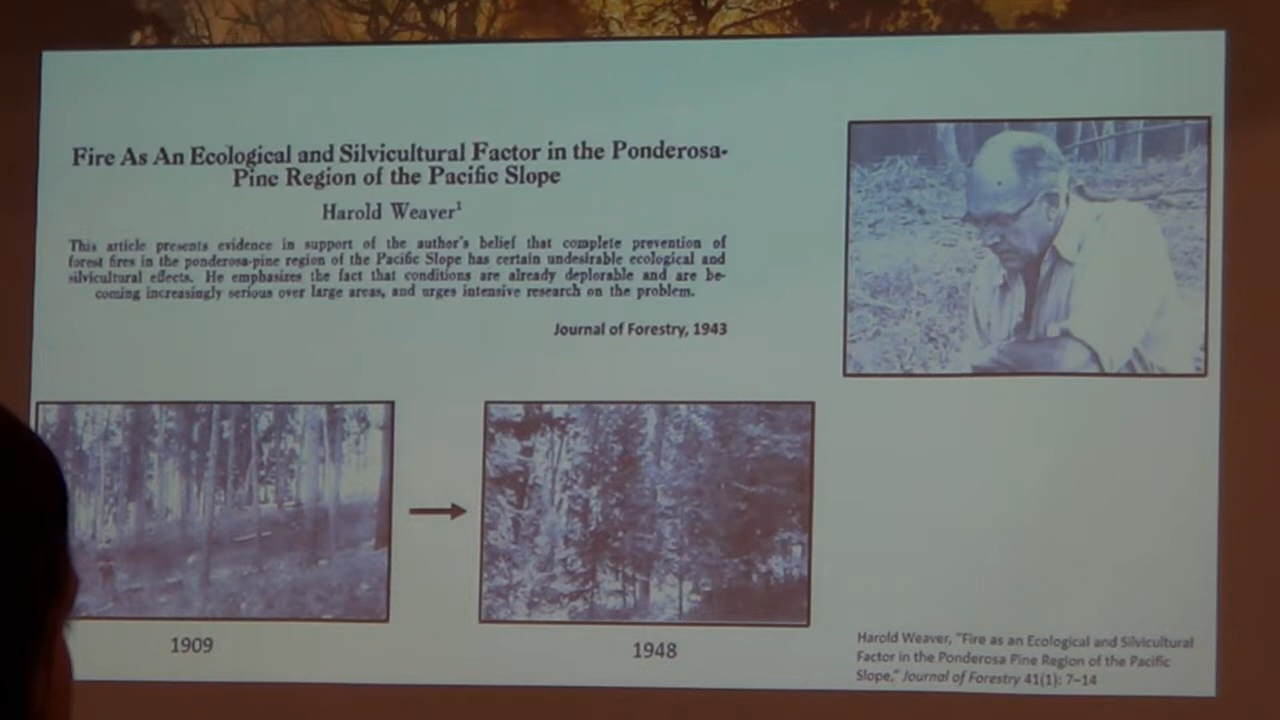 Fire As An Ecological and Silvicultural Factor in the Ponderosa-
Pine Region of the Pacific Slope
Harold Weaver¹
This article presents evidence in support of the author's belief that complete prevention of
forest fires in the ponderosa-pine region of the Pacific Slope has certain undesirable ecological and
silvicultural effects. He emphasizes the fact that conditions are already deplorable and are be-
coming increasingly serious over large areas, and urges intensive research on the problem.
Journal of Forestry, 1943
1909
1948
Harold Weaver, "Fire as an Ecological and Silvicultural
Factor in the Ponderosa Pine Region of the Pacific
Slope," Journal of Forestry 41(1): 7–14